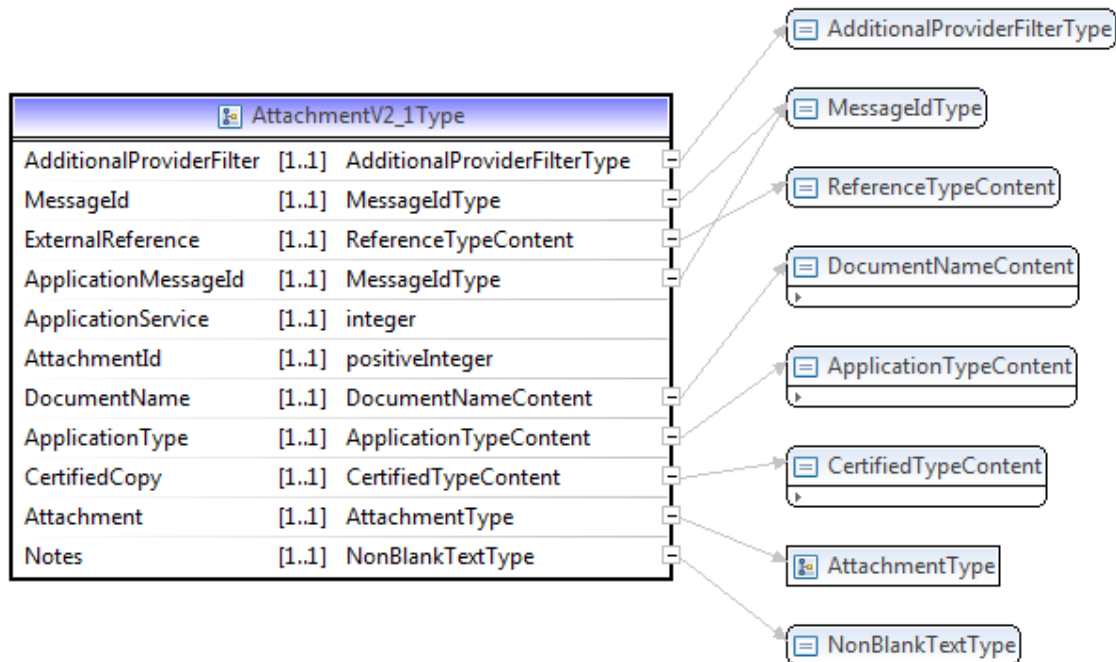 AttachmentV2_1Type
AdditionalProviderFilter [1..1] AdditionalProviderFilterType
MessageId [1..1] MessageIdType
ExternalReference [1..1] ReferenceTypeContent
ApplicationMessageId [1..1] MessageIdType
ApplicationService [1..1] integer
AttachmentId [1..1] positiveInteger
DocumentName [1..1] DocumentNameContent
ApplicationType [1..1] ApplicationTypeContent
CertifiedCopy [1..1] CertifiedTypeContent
Attachment [1..1] AttachmentType
Notes [1..1] NonBlankTextType
AdditionalProviderFilterType
MessageIdType
ReferenceTypeContent
DocumentNameContent
ApplicationTypeContent
CertifiedTypeContent
AttachmentType
NonBlankTextType